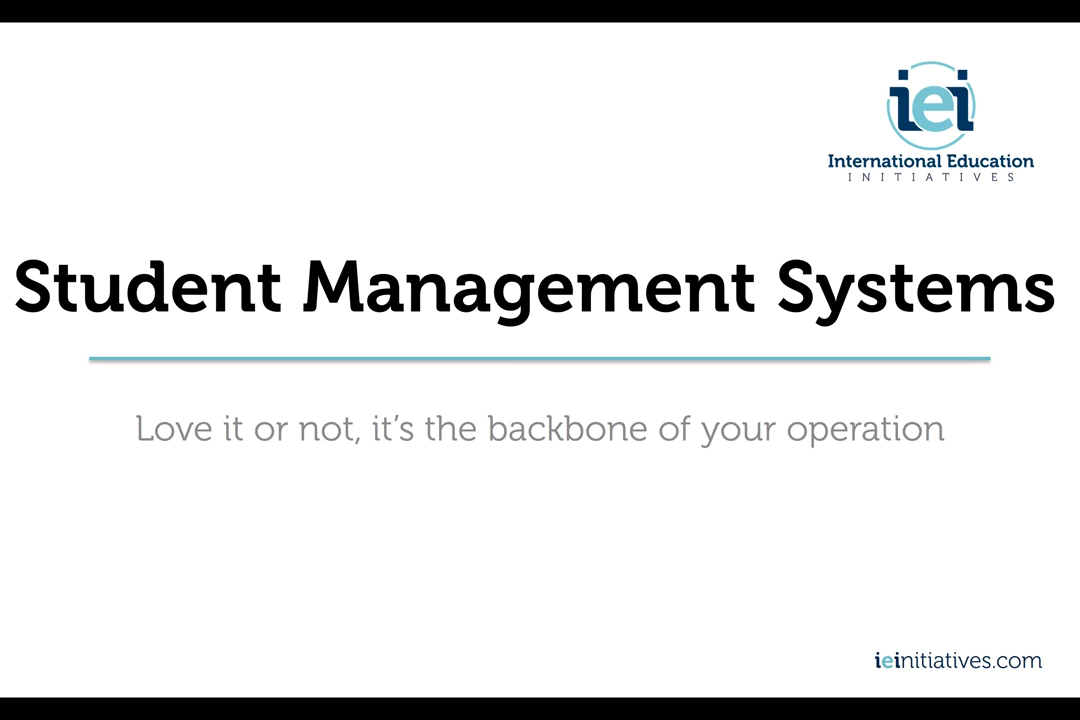 iei
International Education
INITIATIVES
Student Management Systems
Love it or not, it’s the backbone of your operation
ieinitiatives.com